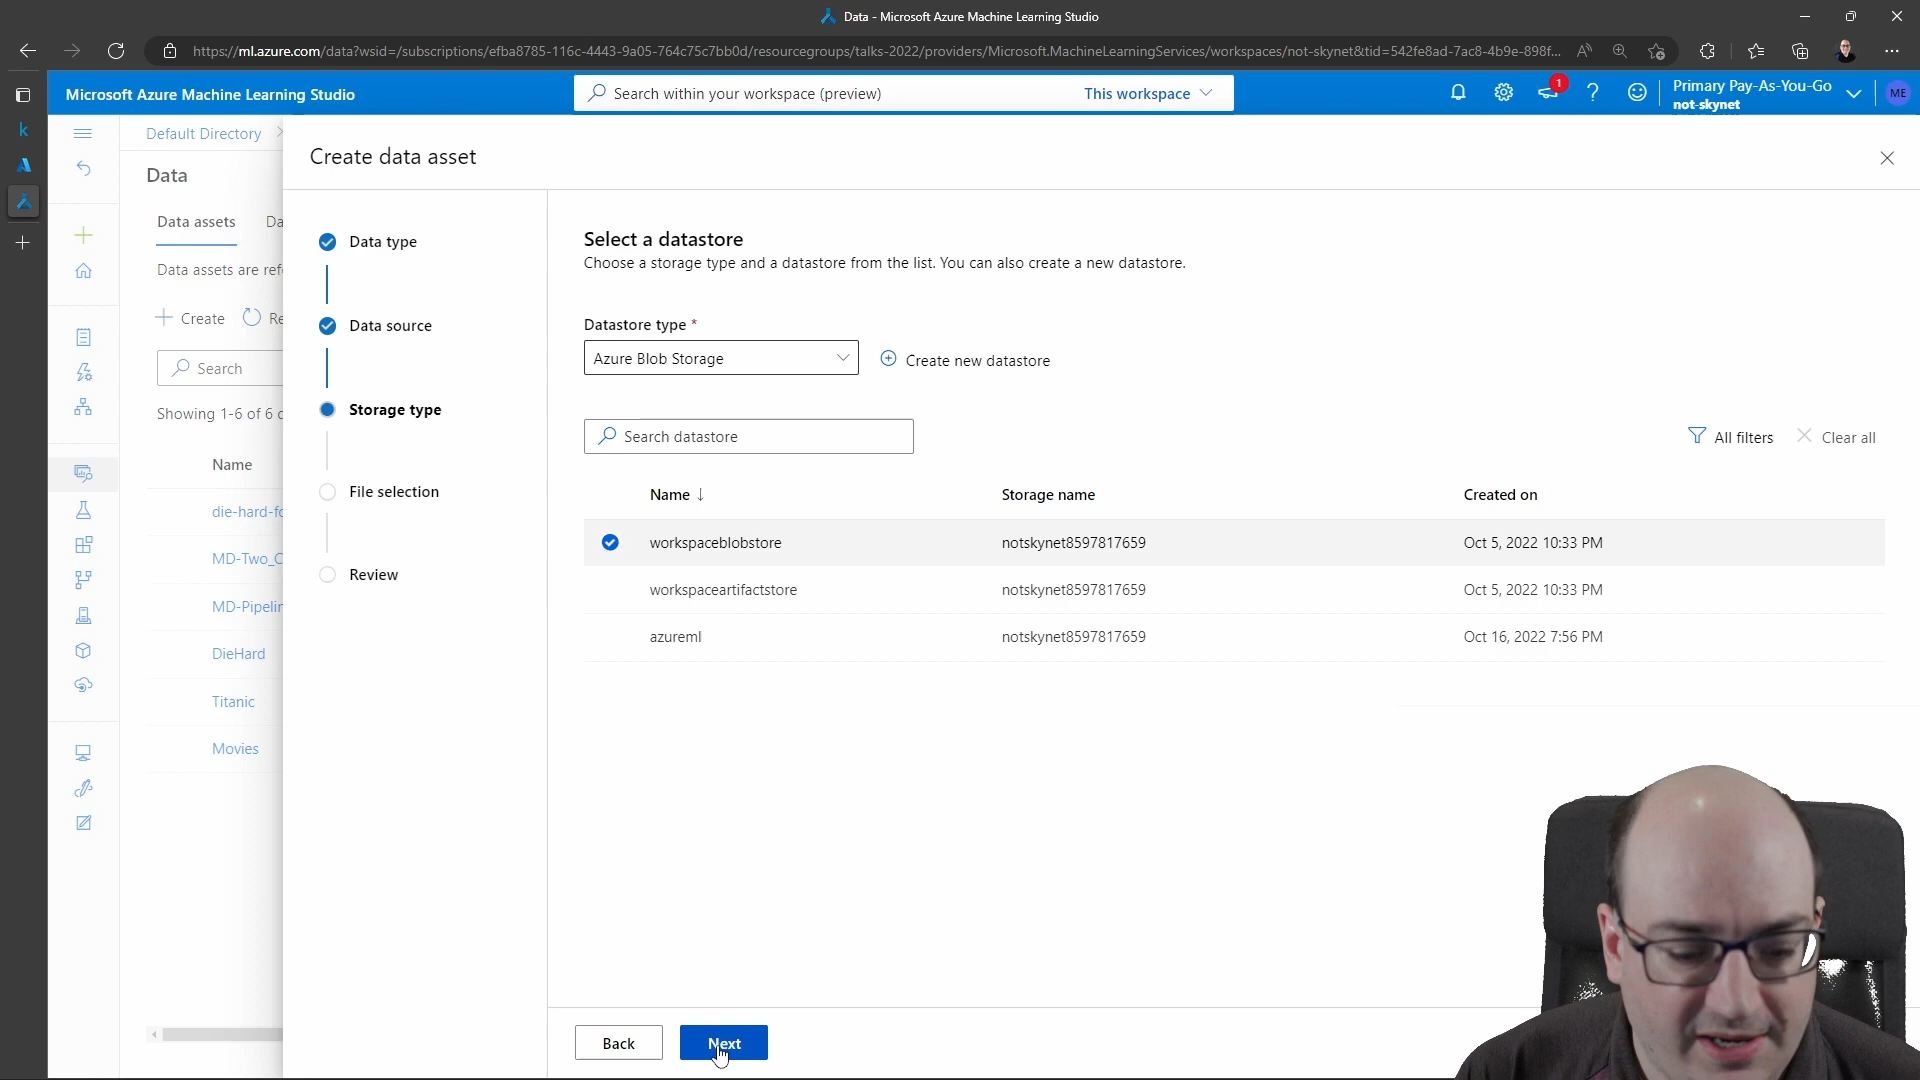 Data - Microsoft Azure Machine Learning Studio
https://ml.azure.com/data?wsid=/subscriptions/efba8785-116c-4443-9a05-764c75c7bb0d/resourcegroups/talks-2022/providers/Microsoft.MachineLearningServices/workspaces/not-skynet&tid=542fe8ad-7ac8-4b9e-898f...
Microsoft Azure Machine Learning Studio
Search within your workspace (preview)
This workspace
1
Primary Pay-As-You-Go
not-skynet
ME
Default Directory
Data
Data assets
Da
Data assets are ref
Create
Re
Search
Showing 1-6 of 6 d
Name
die-hard-fo
MD-Two_C
MD-Pipelin
DieHard
Titanic
Movies
Create data asset
Data type
Data source
Storage type
File selection
Review
Select a datastore
Choose a storage type and a datastore from the list. You can also create a new datastore.
Datastore type *
Azure Blob Storage
Create new datastore
Search datastore
All filters
Clear all
Name ↓ Storage name Created on
workspaceblobstore notskynet8597817659 Oct 5, 2022 10:33 PM
workspaceartifactstore notskynet8597817659 Oct 5, 2022 10:33 PM
azureml notskynet8597817659 Oct 16, 2022 7:56 PM
Back
Next